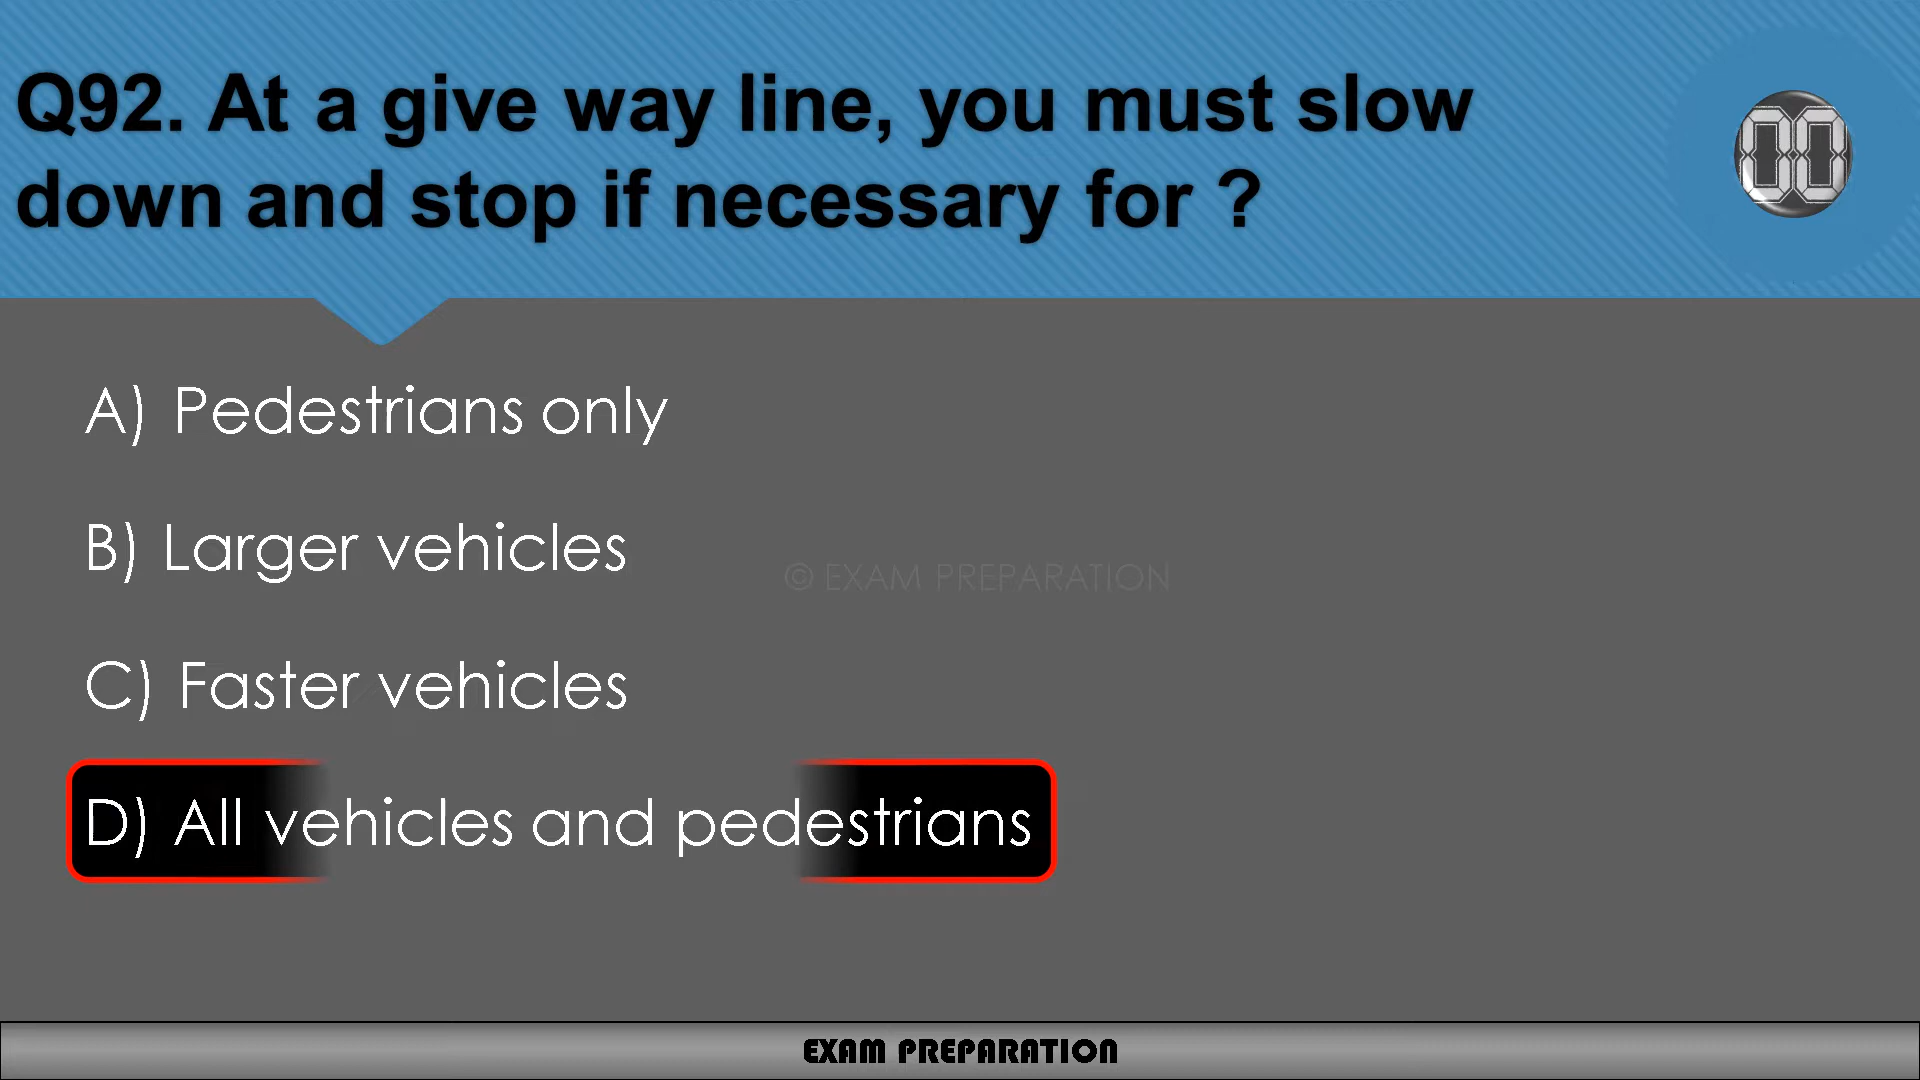 Q92. At a give way line, you must slow
down and stop if necessary for ?
00
A) Pedestrians only
B) Larger vehicles
© EXAM PREPARATION
C) Faster vehicles
D) All vehicles and pedestrians
EXAM PREPARATION